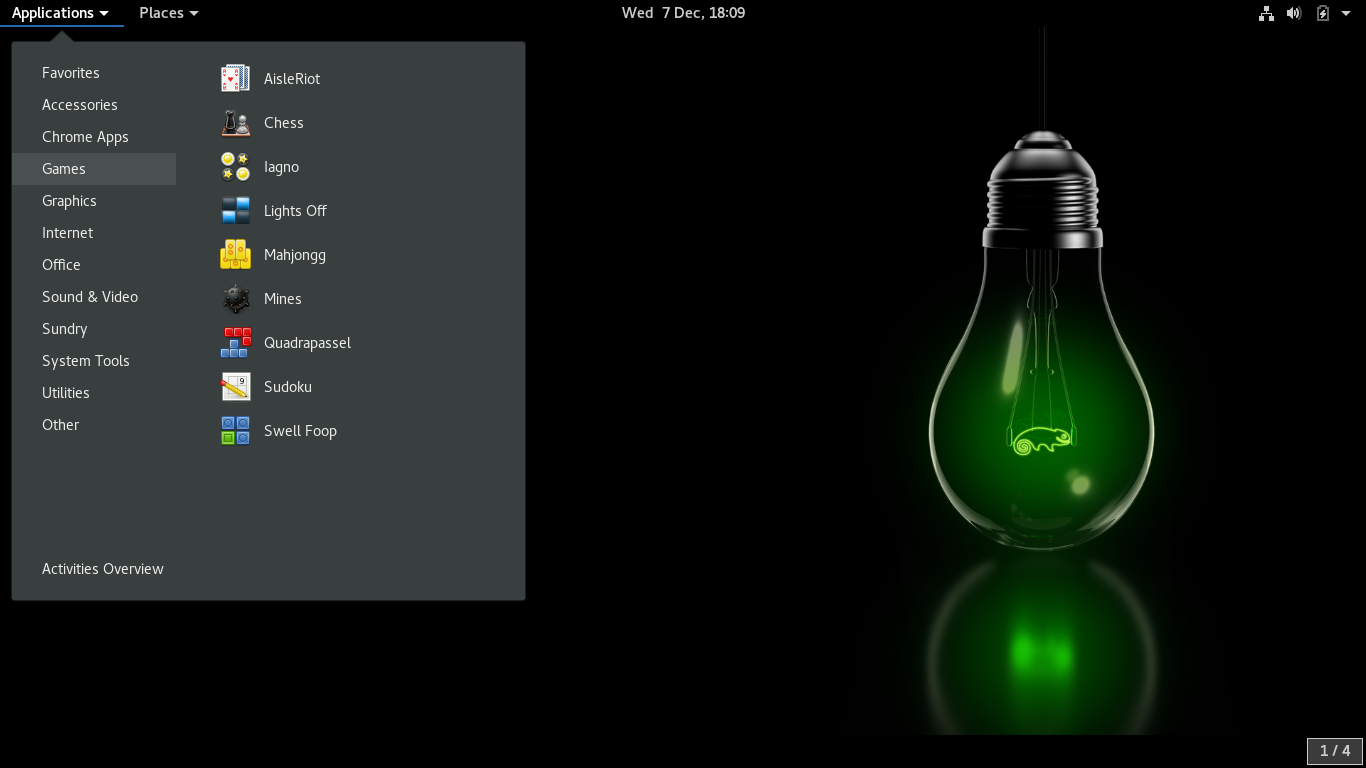 Applications Places Wed 7 Dec, 18:09
Favorites
Accessories
Chrome Apps
Games
Graphics
Internet
Office
Sound & Video
Sundry
System Tools
Utilities
Other
Activities Overview
AisleRiot
Chess
Iagno
Lights Off
Mahjongg
Mines
Quadrapassel
Sudoku
Swell Foop
1 / 4